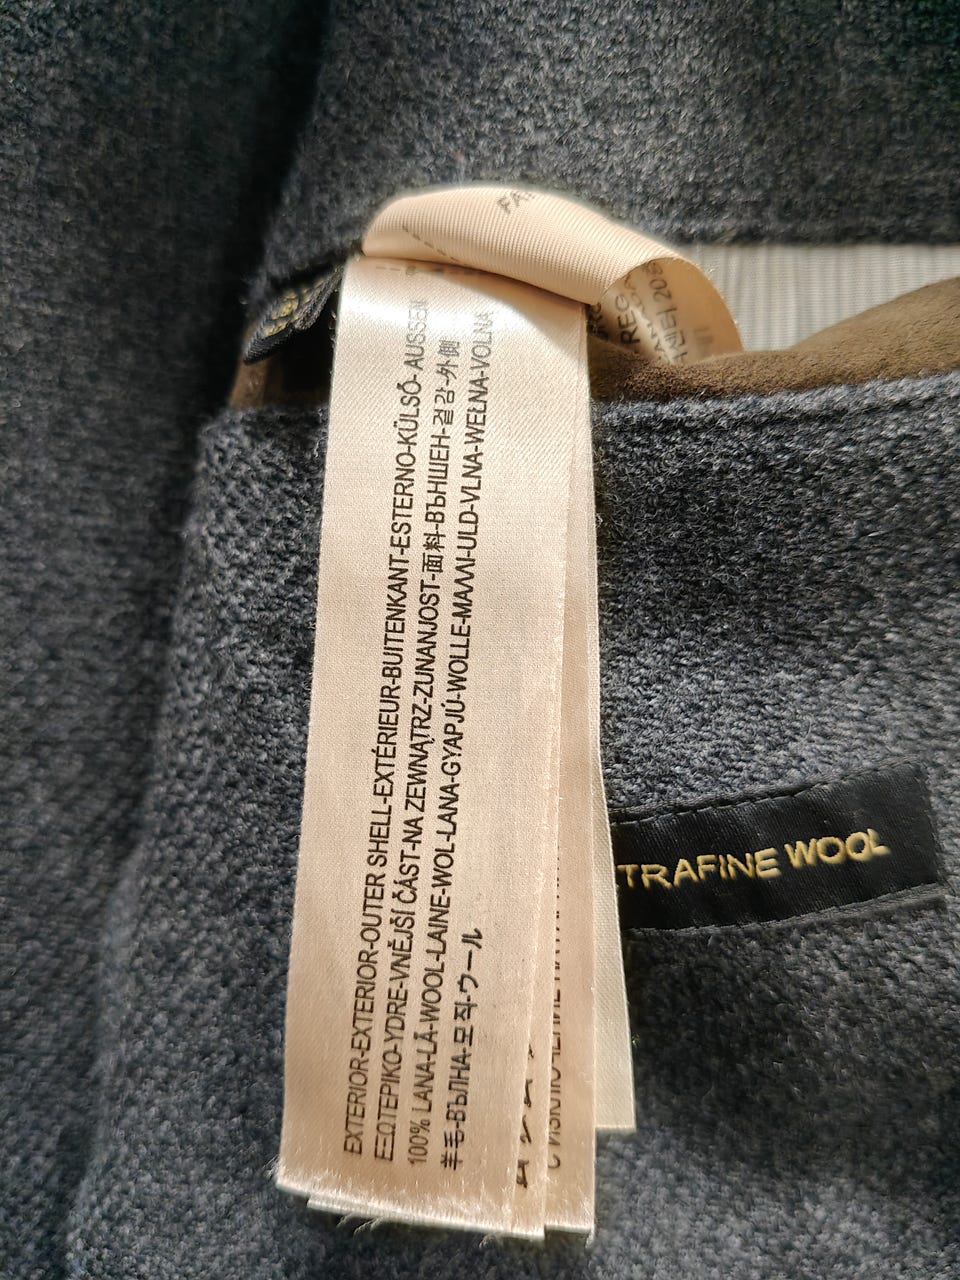 EXTERIOR-EXTERIOR-OUTER SHELL-EXTÉRIEUR-BUITENKANT-ESTERNO-KÜLSŐ- AUSSEN
ΕΞΩΤΕΡΙΚΟ-YDRE-VNĚJŠÍ ČÁST-NA ZEWNĄTRZ-ZUNANJOST-面料-ВЪНШЕН-겉감-外側
100% LANA-LÃ-WOOL-LAINE-WOL-LANA-GYAPJÚ-WOLLE-ΜΑΛΛΙ-ULD-VLNA-WEŁNA-VOLNA
羊毛-ВЪЛНА-모직-ウール
WOOL